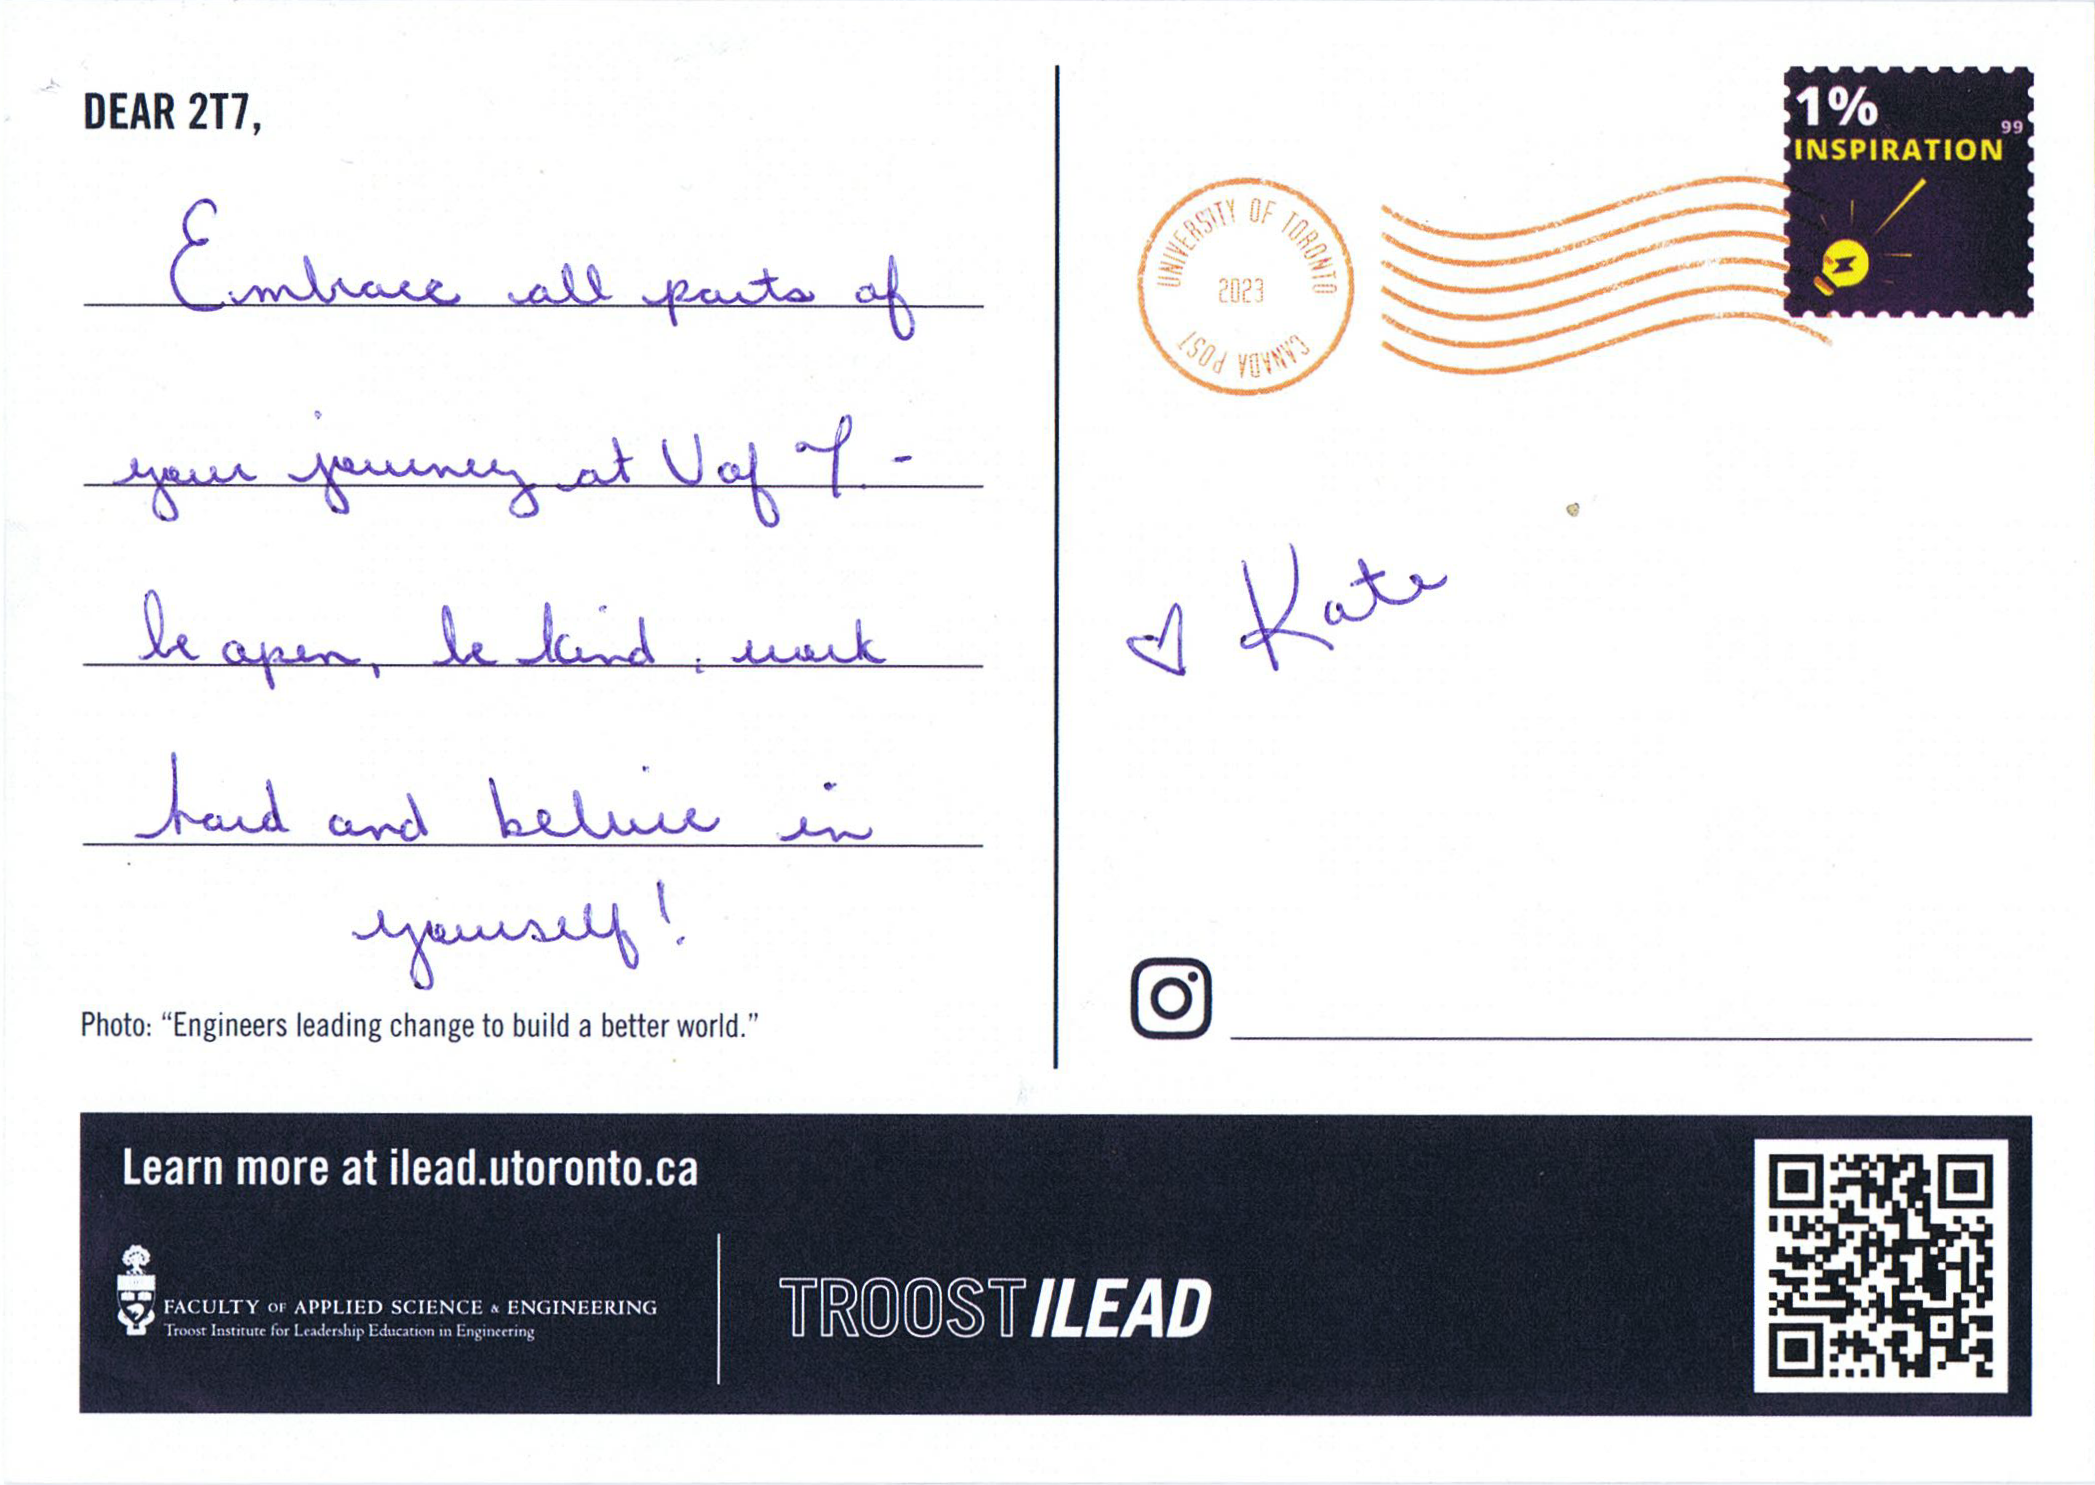 DEAR 2T7,
Embrace all parts of
your journey at UofT. -
be open, be kind, work
hard and believe in
yourself!
Photo: “Engineers leading change to build a better world.”
1%
99
INSPIRATION
UNIVERSITY OF TORONTO
2023
CANADA POST
♡ Kate
Learn more at ilead.utoronto.ca
FACULTY OF APPLIED SCIENCE & ENGINEERING
Troost Institute for Leadership Education in Engineering
TROOST ILEAD